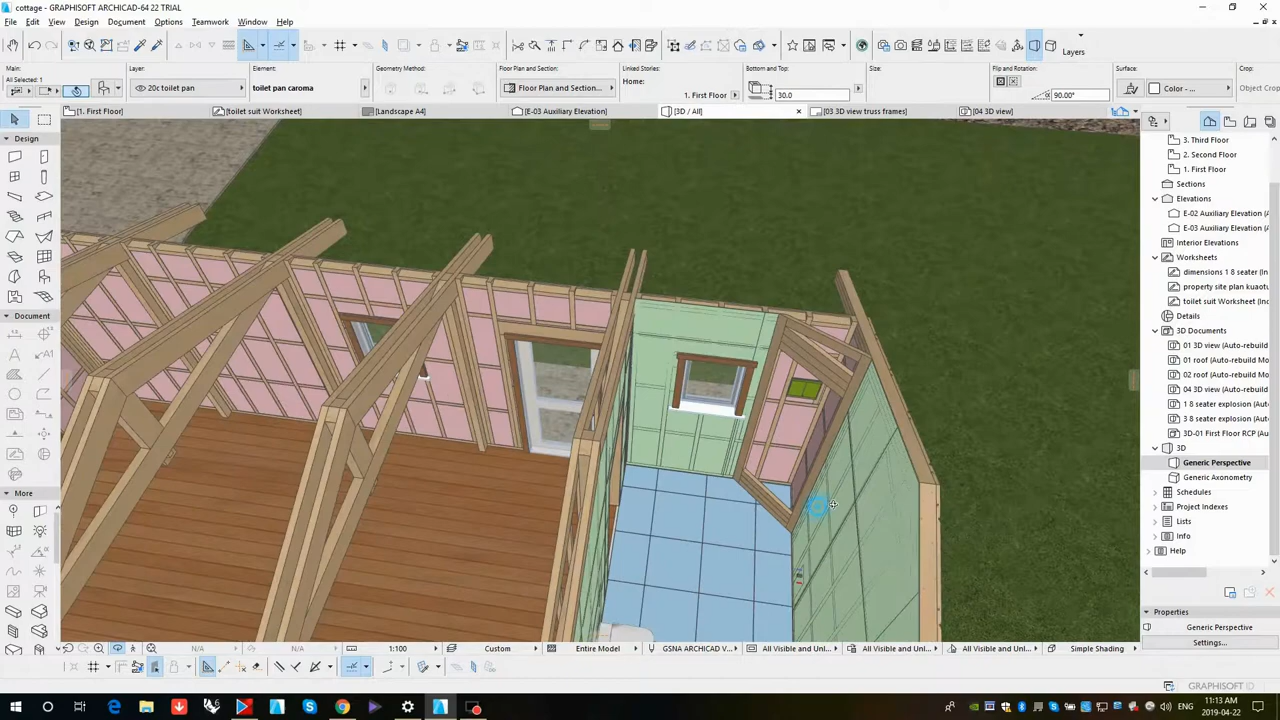 cottage - GRAPHISOFT ARCHICAD-64 22 TRIAL
File Edit View Design Document Options Teamwork Window Help
Layers
Main: Layer: Element: Geometry Method: Floor Plan and Section: Linked Stories: Bottom and Top: Size: Flip and Rotation: Surface: Crop:
All Selected: 1
20c toilet pan
toilet pan caroma
Floor Plan and Section...
Home:
1. First Floor
30.0
90.00°
Color - ...
Object Crop
[1. First Floor]
[toilet suit Worksheet]
[Landscape A4]
[E-03 Auxiliary Elevation]
[3D / All]
[03 3D view truss frames]
[04 3D view]
Design
Document
More
3. Third Floor
2. Second Floor
1. First Floor
Sections
Elevations
E-02 Auxiliary Elevation (
E-03 Auxiliary Elevation (
Interior Elevations
Worksheets
dimensions 1 8 seater (In
property site plan kuaotu
toilet suit Worksheet (Inc
Details
3D Documents
01 3D view (Auto-rebuild
01 roof (Auto-rebuild Mo
02 roof (Auto-rebuild Mo
04 3D view (Auto-rebuild
1 8 seater explosion (Aut
3 8 seater explosion (Aut
3D-01 First Floor RCP (Au
3D
Generic Perspective
Generic Axonometry
Schedules
Project Indexes
Lists
Info
Help
Properties
Generic Perspective
Settings...
N/A
N/A
1:100
Custom
Entire Model
GSNA ARCHICAD V...
All Visible and Unl...
All Visible and Unl...
All Visible and Unl...
Simple Shading
GRAPHISOFT ID
ENG
11:13 AM
2019-04-22